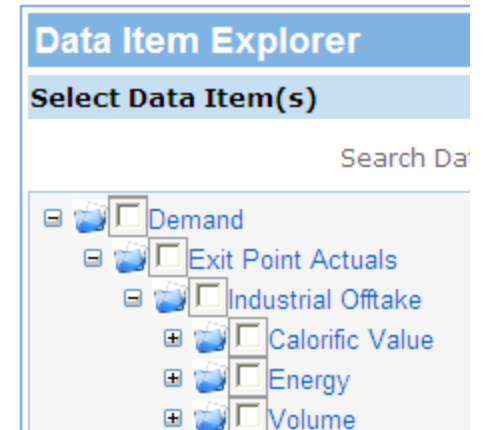 Data Item Explorer
Select Data Item(s)
Search Dat
Demand
Exit Point Actuals
Industrial Offtake
Calorific Value
Energy
Volume